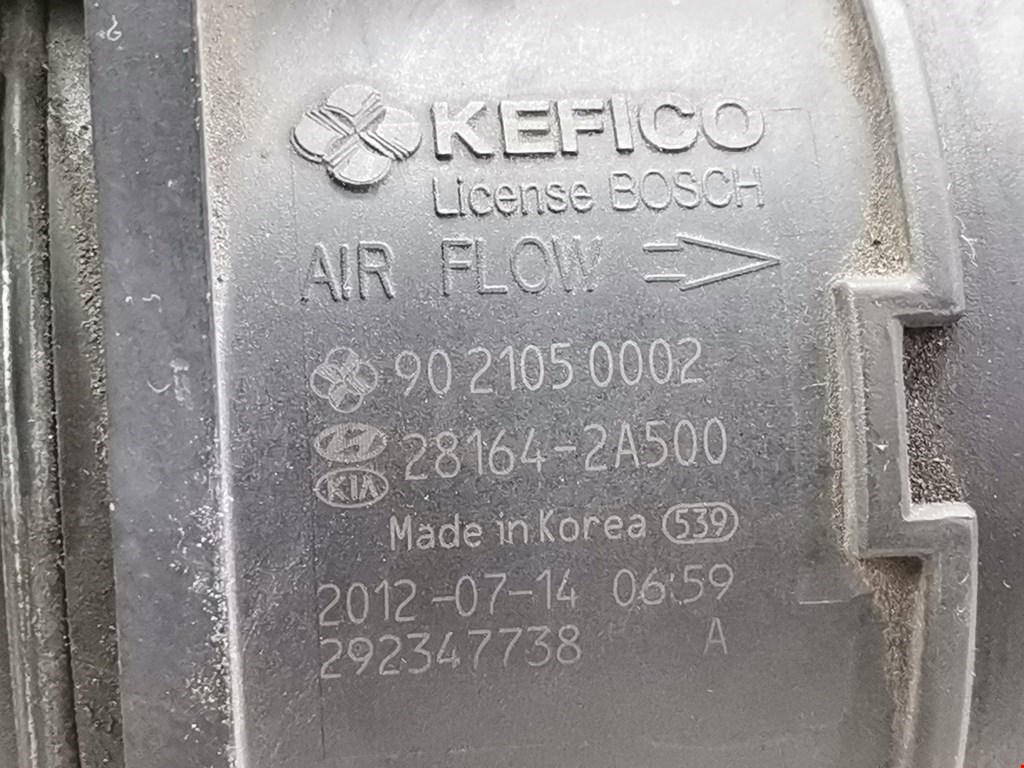 KEFICO
License BOSCH
AIR FLOW
90 2105 0002
28164-2A500
KIA
Made in Korea 539
2012-07-14 06:59
292347738 A